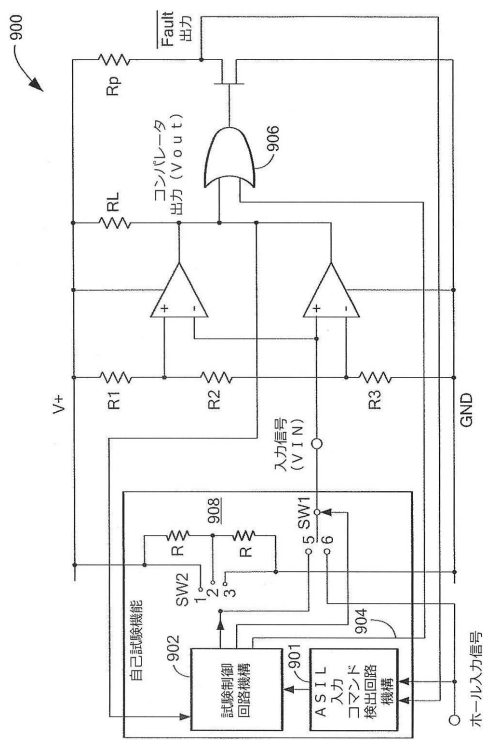 900
V+
R1
R2
R3
RL
Rp
コンパレータ
出力(Vout)
Fault
出力
906
+
-
+
-
GND
自己試験機能
902
試験制御
回路機構
SW2
1
2
3
R
R
908
SW1
5
6
入力信号
(VIN)
901
904
ASIL
入力
コマンド
検出回路
機構
ホール入力信号